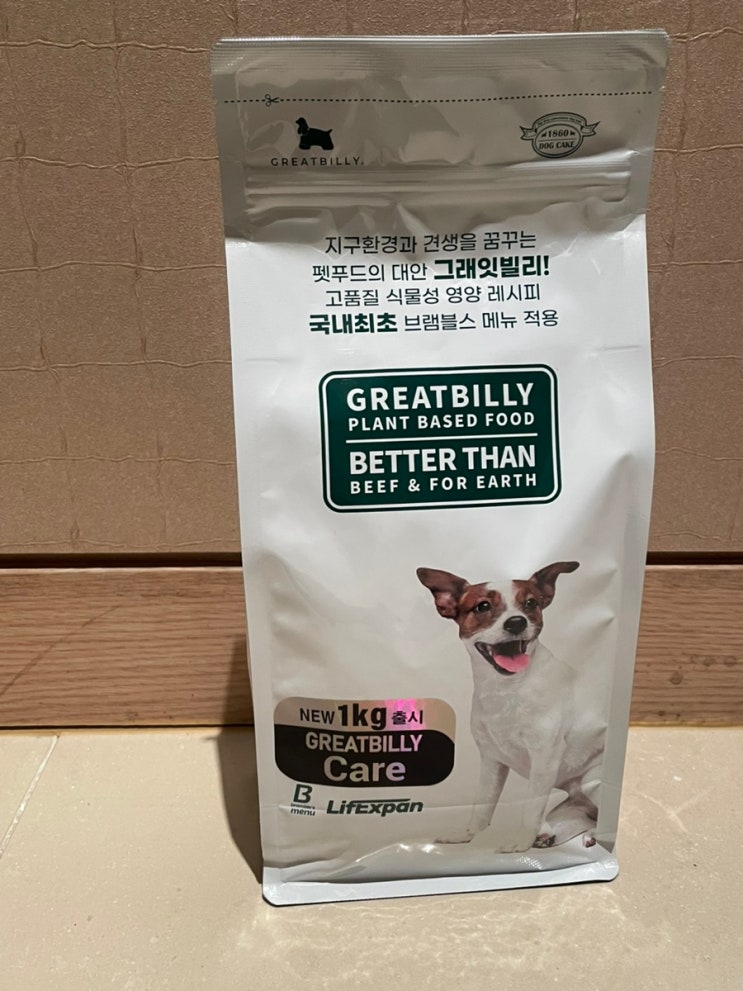 GREATBILLY
1860
DOG CAKE
지구환경과 견생을 꿈꾸는
펫푸드의 대안 그래잇빌리!
고품질 식물성 영양 레시피
국내최초 브램블스 메뉴 적용
GREATBILLY
PLANT BASED FOOD
BETTER THAN
BEEF & FOR EARTH
NEW 1kg 출시
GREATBILLY
Care
B
menu
LifExpan